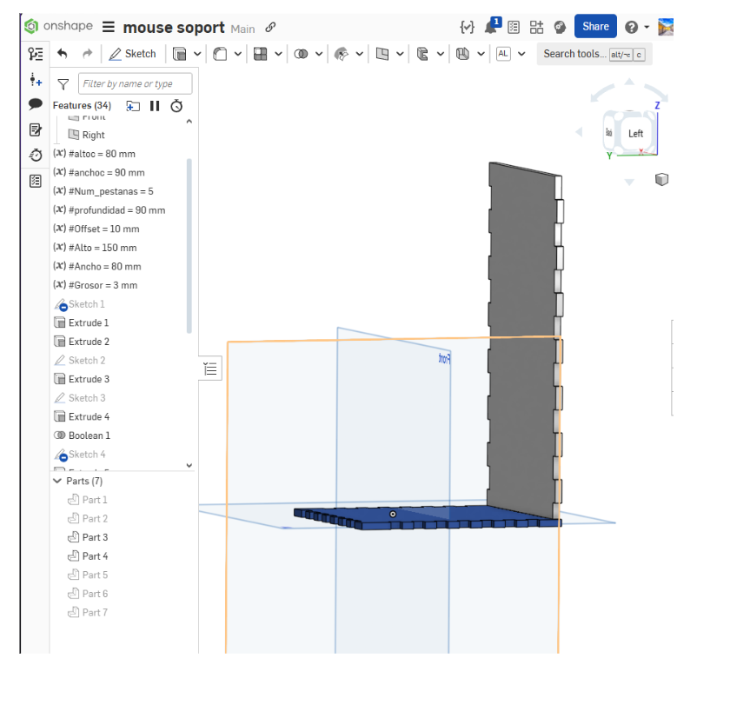 onshape mouse soport Main
1
Share
Sketch
AL
Search tools... alt/⌥ c
Filter by name or type
Features (34)
Front
Right
(x) #altoc = 80 mm
(x) #anchoc = 90 mm
(x) #Num_pestanas = 5
(x) #profundidad = 90 mm
(x) #Offset = 10 mm
(x) #Alto = 150 mm
(x) #Ancho = 80 mm
(x) #Grosor = 3 mm
Sketch 1
Extrude 1
Extrude 2
Sketch 2
Extrude 3
Sketch 3
Extrude 4
Boolean 1
Sketch 4
Parts (7)
Part 1
Part 2
Part 3
Part 4
Part 5
Part 6
Part 7
Z
Left
Y
X
Front